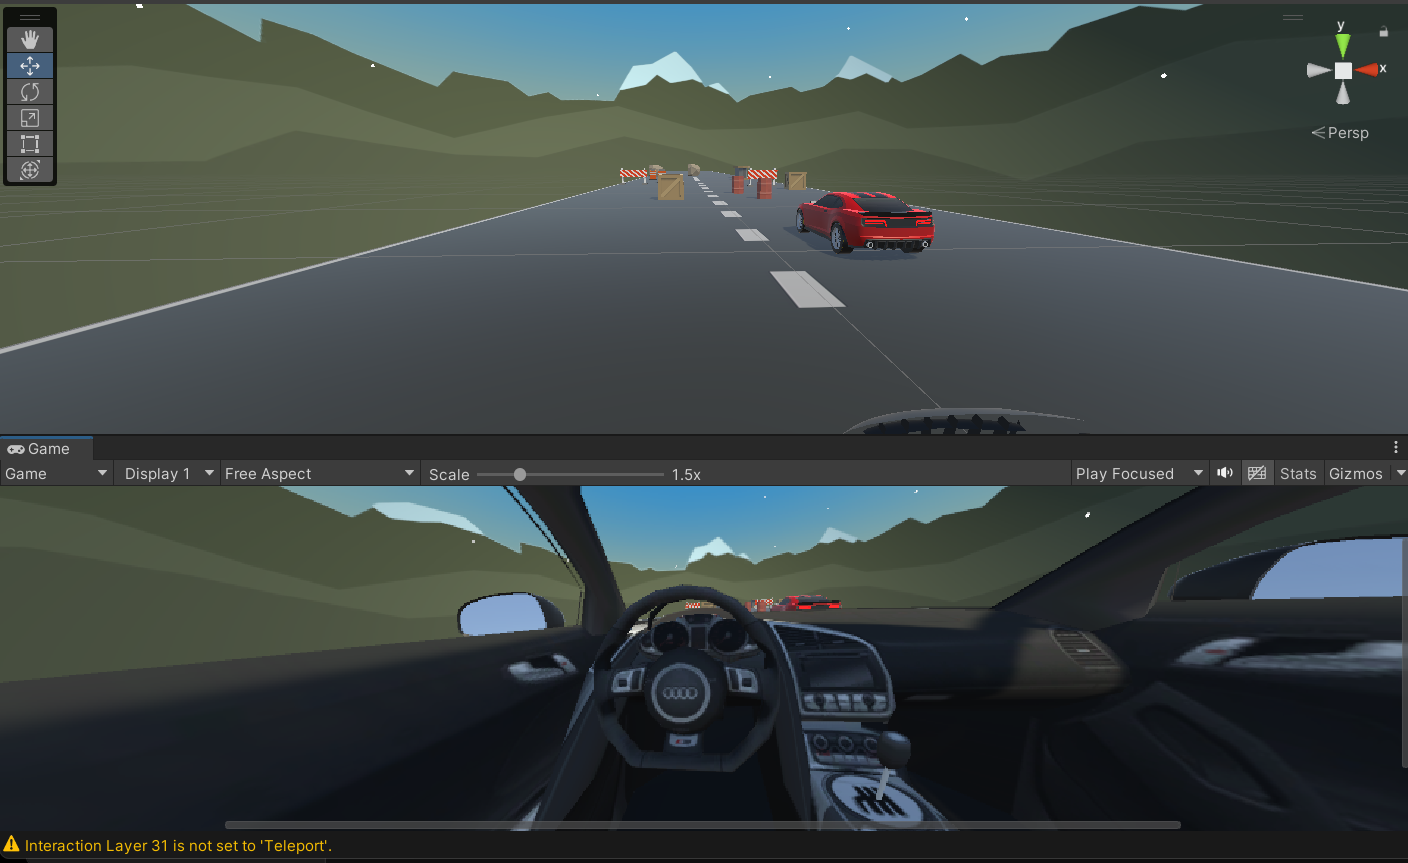 y
x
Persp
Game
Game
Display 1
Free Aspect
Scale
1.5x
Play Focused
Stats
Gizmos
Interaction Layer 31 is not set to 'Teleport'.